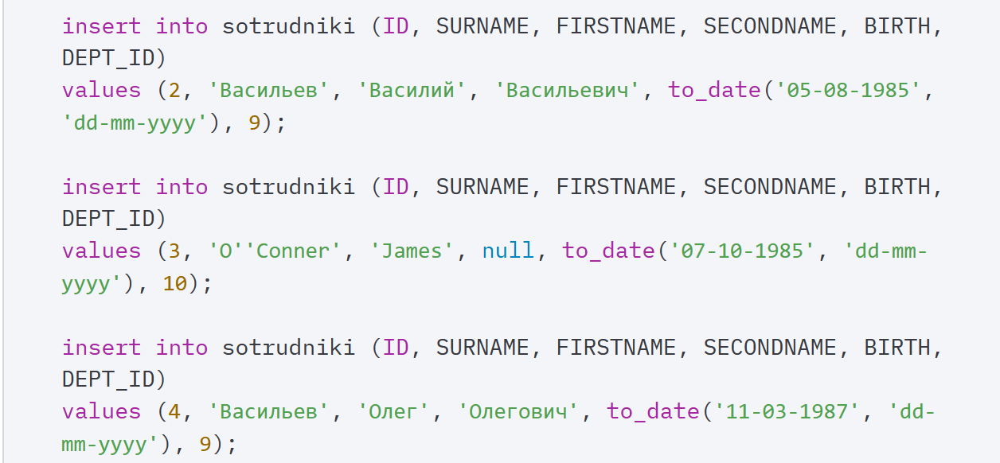 insert into sotrudniki (ID, SURNAME, FIRSTNAME, SECONDNAME, BIRTH,
DEPT_ID)
values (2, 'Васильев', 'Василий', 'Васильевич', to_date('05-08-1985',
'dd-mm-yyyy'), 9);
insert into sotrudniki (ID, SURNAME, FIRSTNAME, SECONDNAME, BIRTH,
DEPT_ID)
values (3, 'O''Conner', 'James', null, to_date('07-10-1985', 'dd-mm-
yyyy'), 10);
insert into sotrudniki (ID, SURNAME, FIRSTNAME, SECONDNAME, BIRTH,
DEPT_ID)
values (4, 'Васильев', 'Олег', 'Олегович', to_date('11-03-1987', 'dd-
mm-yyyy'), 9);